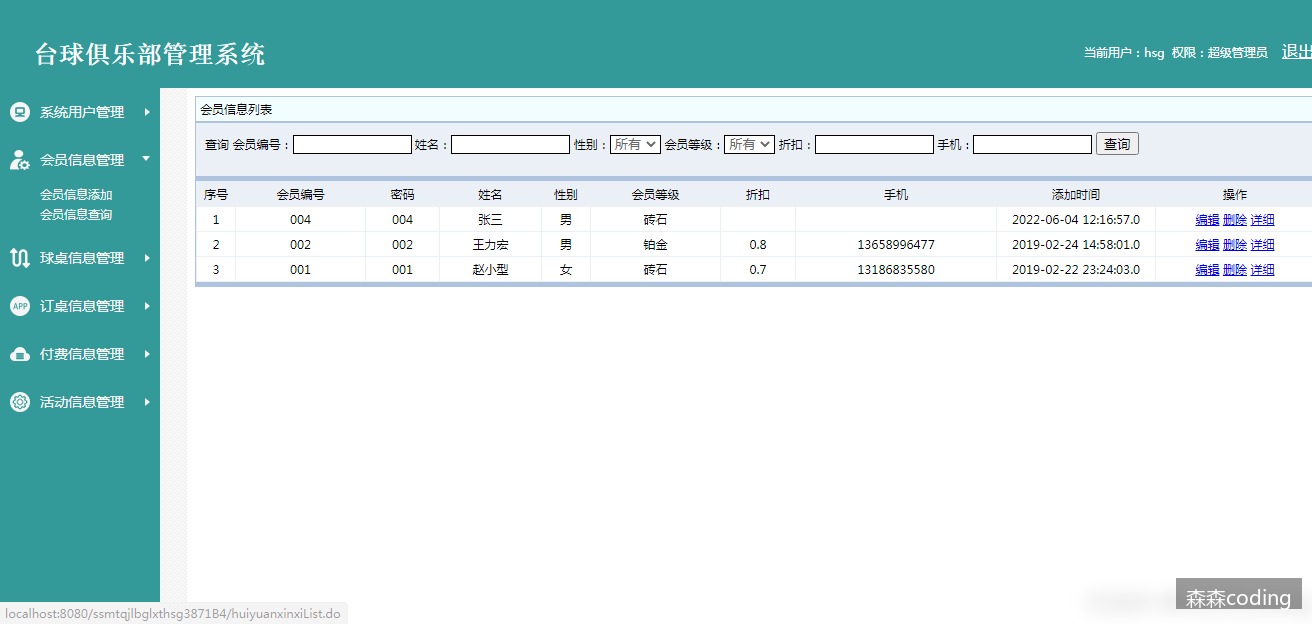 台球俱乐部管理系统
当前用户：hsg 权限：超级管理员 退出
系统用户管理
会员信息管理
会员信息添加
会员信息查询
球桌信息管理
APP 订桌信息管理
付费信息管理
活动信息管理
会员信息列表
查询 会员编号： 姓名： 性别： 所有 会员等级： 所有 折扣： 手机： 查询
序号 会员编号 密码 姓名 性别 会员等级 折扣 手机 添加时间 操作
1 004 004 张三 男 砖石 2022-06-04 12:16:57.0 编辑 删除 详细
2 002 002 王力宏 男 铂金 0.8 13658996477 2019-02-24 14:58:01.0 编辑 删除 详细
3 001 001 赵小型 女 砖石 0.7 13186835580 2019-02-22 23:24:03.0 编辑 删除 详细
localhost:8080/ssmtqjlbglxthsg3871B4/huiyuanxinxiList.do
森森coding